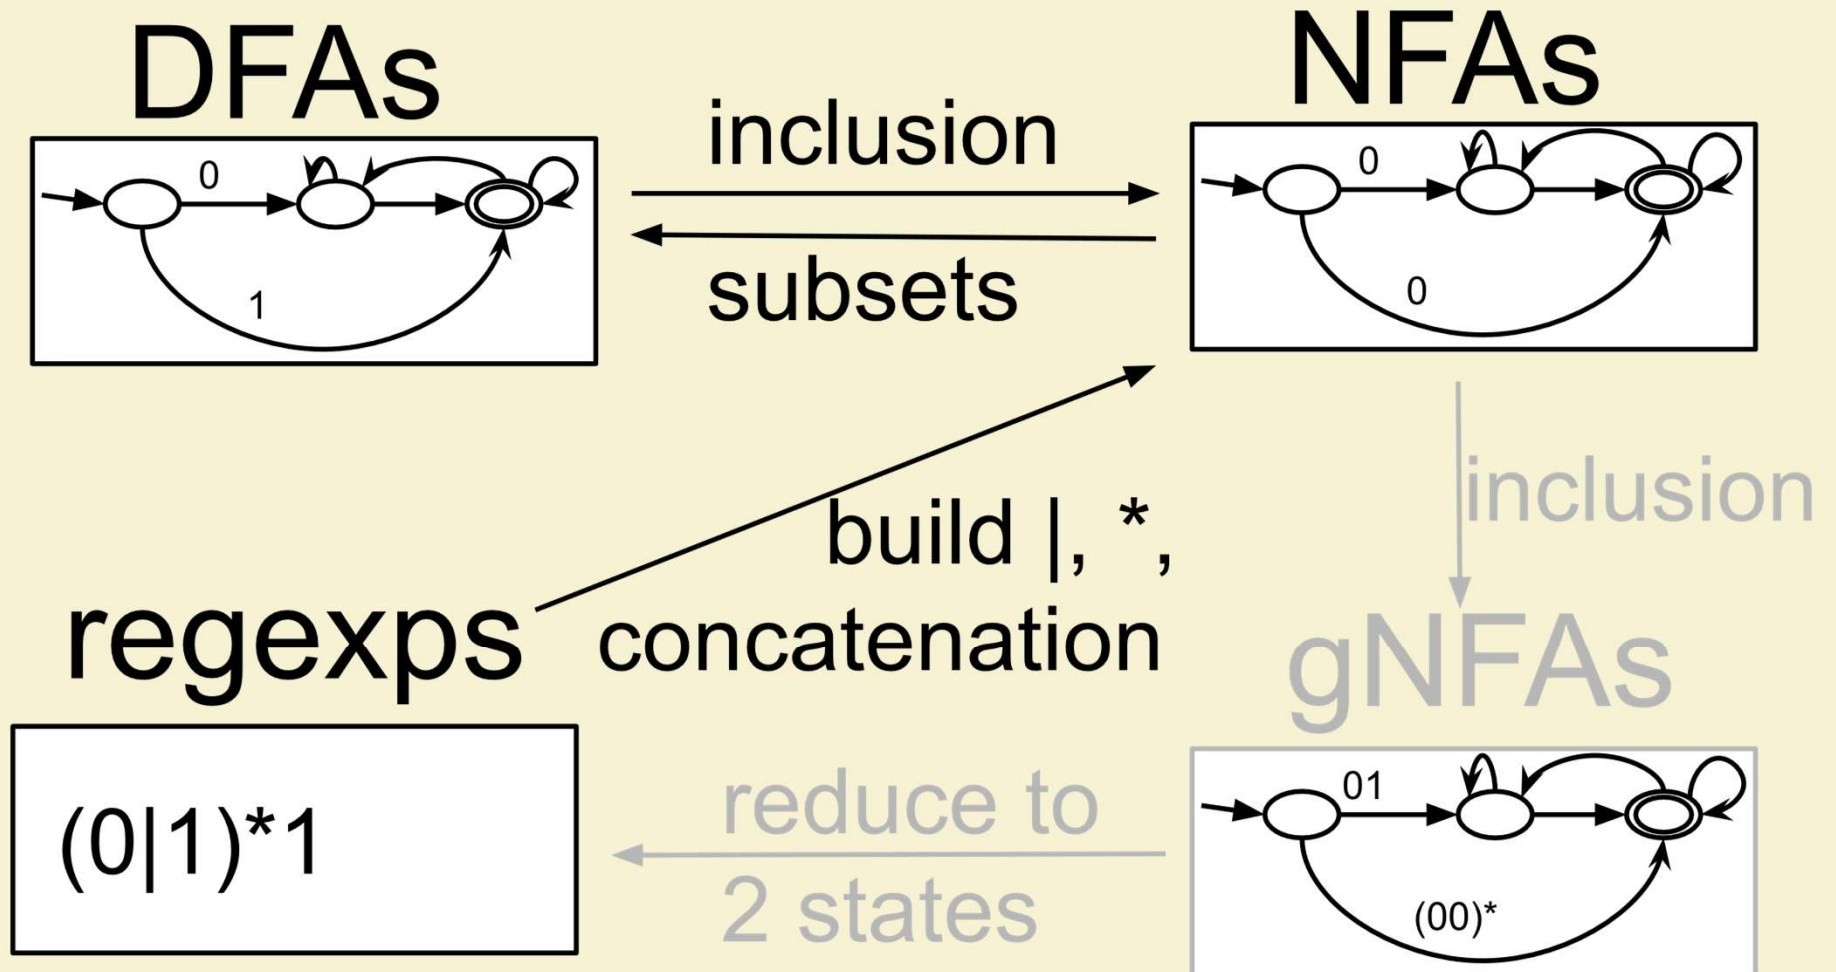 DFAs
NFAs
0
1
inclusion
subsets
0
0
build |, *,
concatenation
inclusion
regexps
(0|1)*1
reduce to
2 states
gNFAs
01
(00)*